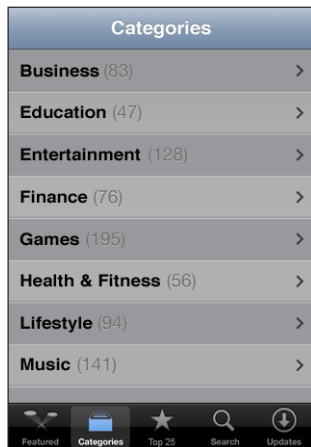 Categories
Business (83)
Education (47)
Entertainment (128)
Finance (76)
Games (195)
Health & Fitness (56)
Lifestyle (94)
Music (141)
Featured Categories Top 25 Search Updates